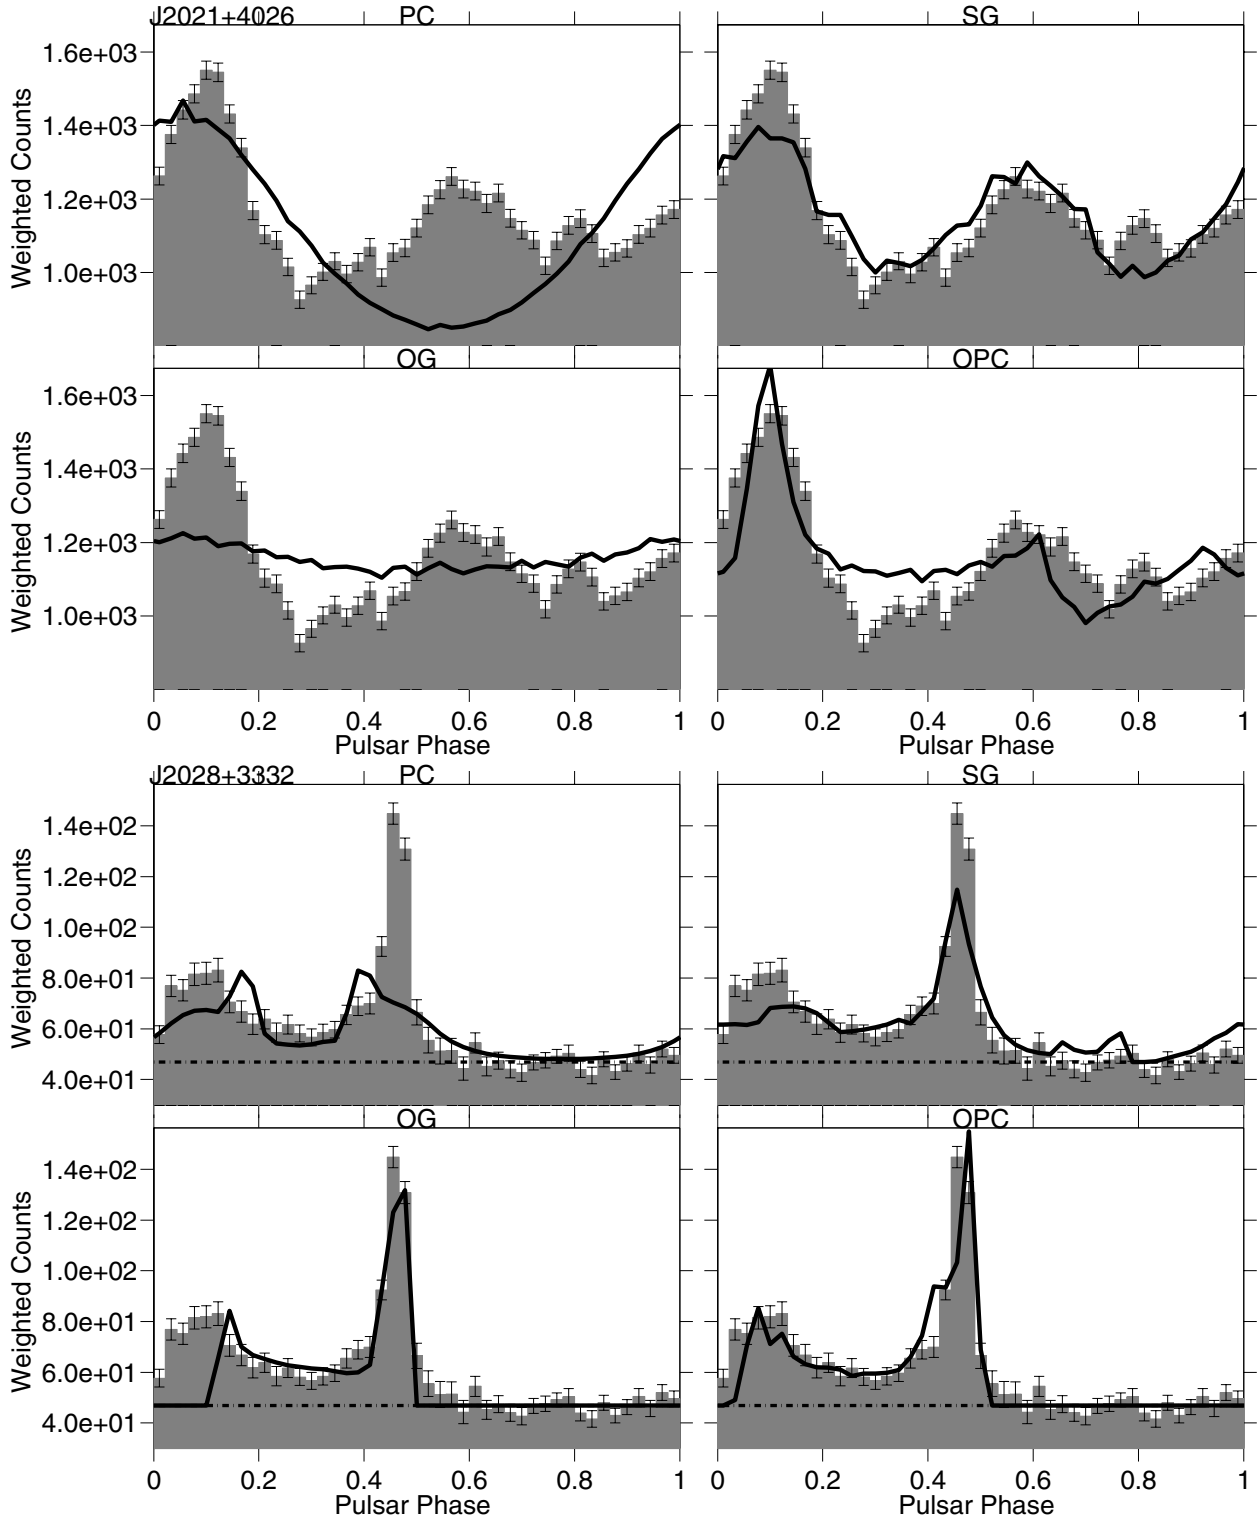 J2021+4026 PC SG
1.6e+03
1.4e+03
1.2e+03
1.0e+03
Weighted Counts
OG OPC
1.6e+03
1.4e+03
1.2e+03
1.0e+03
Weighted Counts
0 0.2 0.4 0.6 0.8 1 0 0.2 0.4 0.6 0.8 1
Pulsar Phase Pulsar Phase
J2028+3332 PC SG
1.4e+02
1.2e+02
1.0e+02
8.0e+01
6.0e+01
4.0e+01
Weighted Counts
OG OPC
1.4e+02
1.2e+02
1.0e+02
8.0e+01
6.0e+01
4.0e+01
Weighted Counts
0 0.2 0.4 0.6 0.8 1 0 0.2 0.4 0.6 0.8 1
Pulsar Phase Pulsar Phase